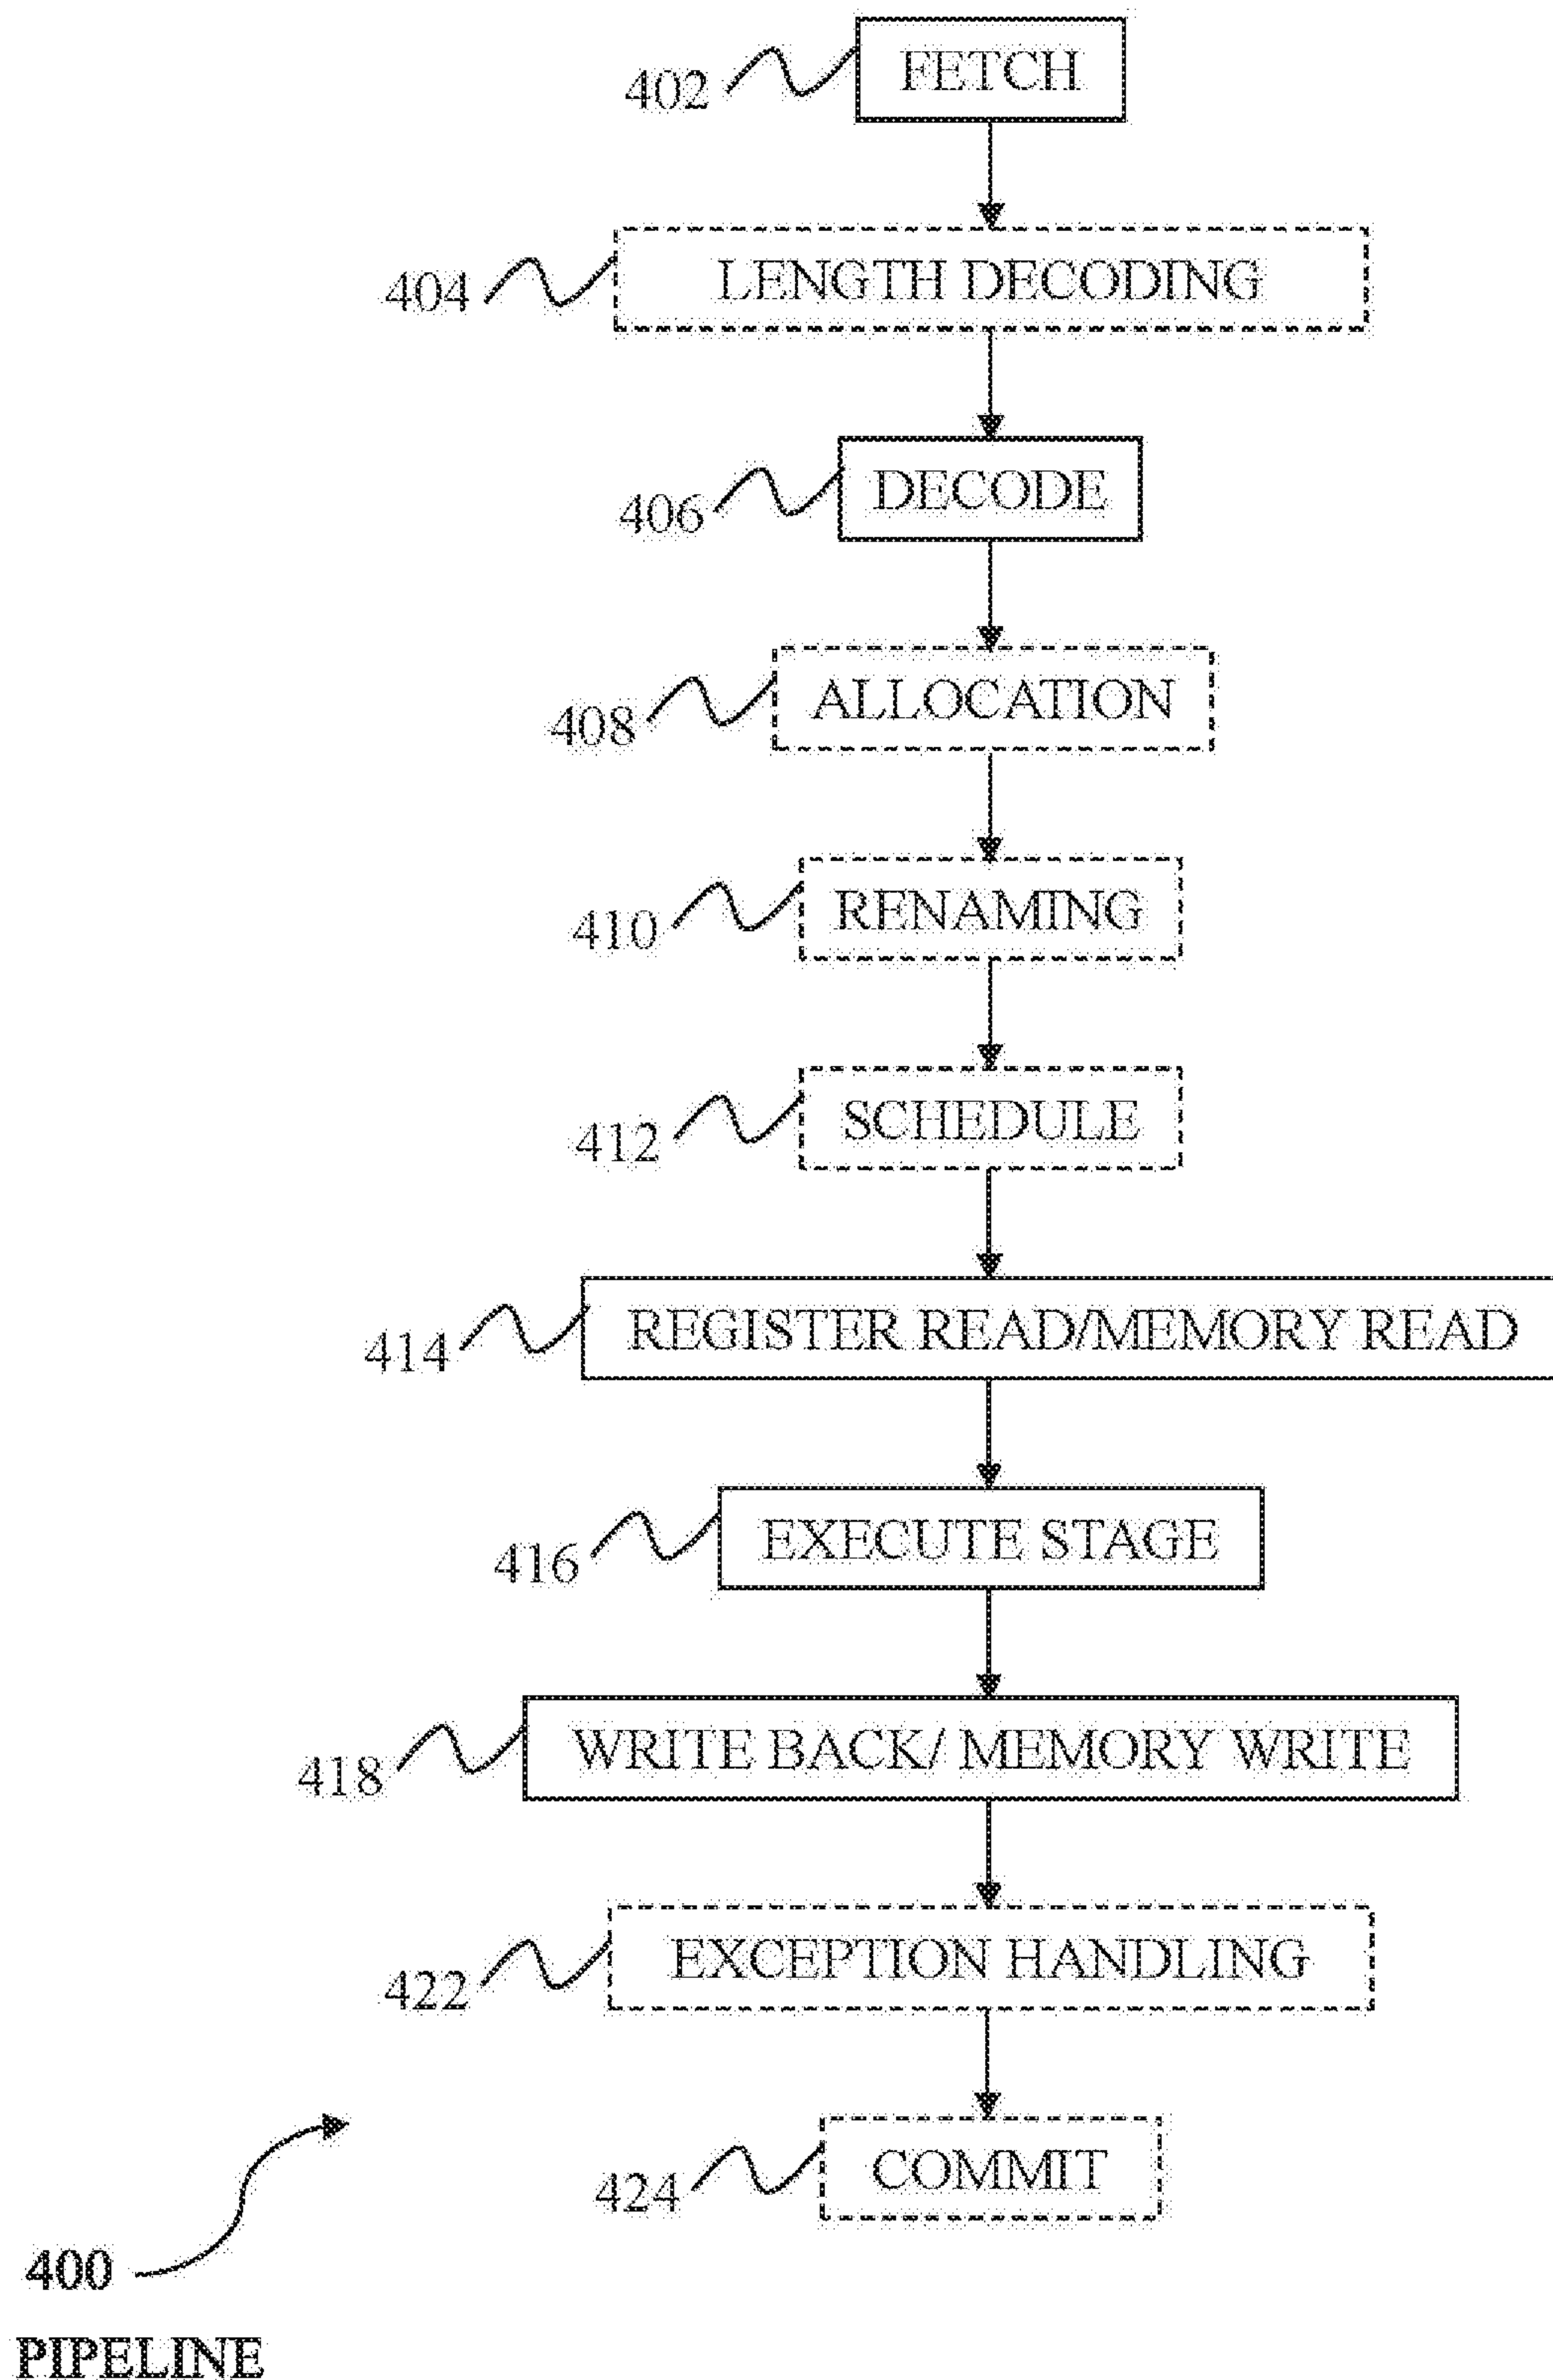 402 FETCH
404 LENGTH DECODING
406 DECODE
408 ALLOCATION
410 RENAMING
412 SCHEDULE
414 REGISTER READ/MEMORY READ
416 EXECUTE STAGE
418 WRITE BACK/ MEMORY WRITE
422 EXCEPTION HANDLING
424 COMMIT
400
PIPELINE